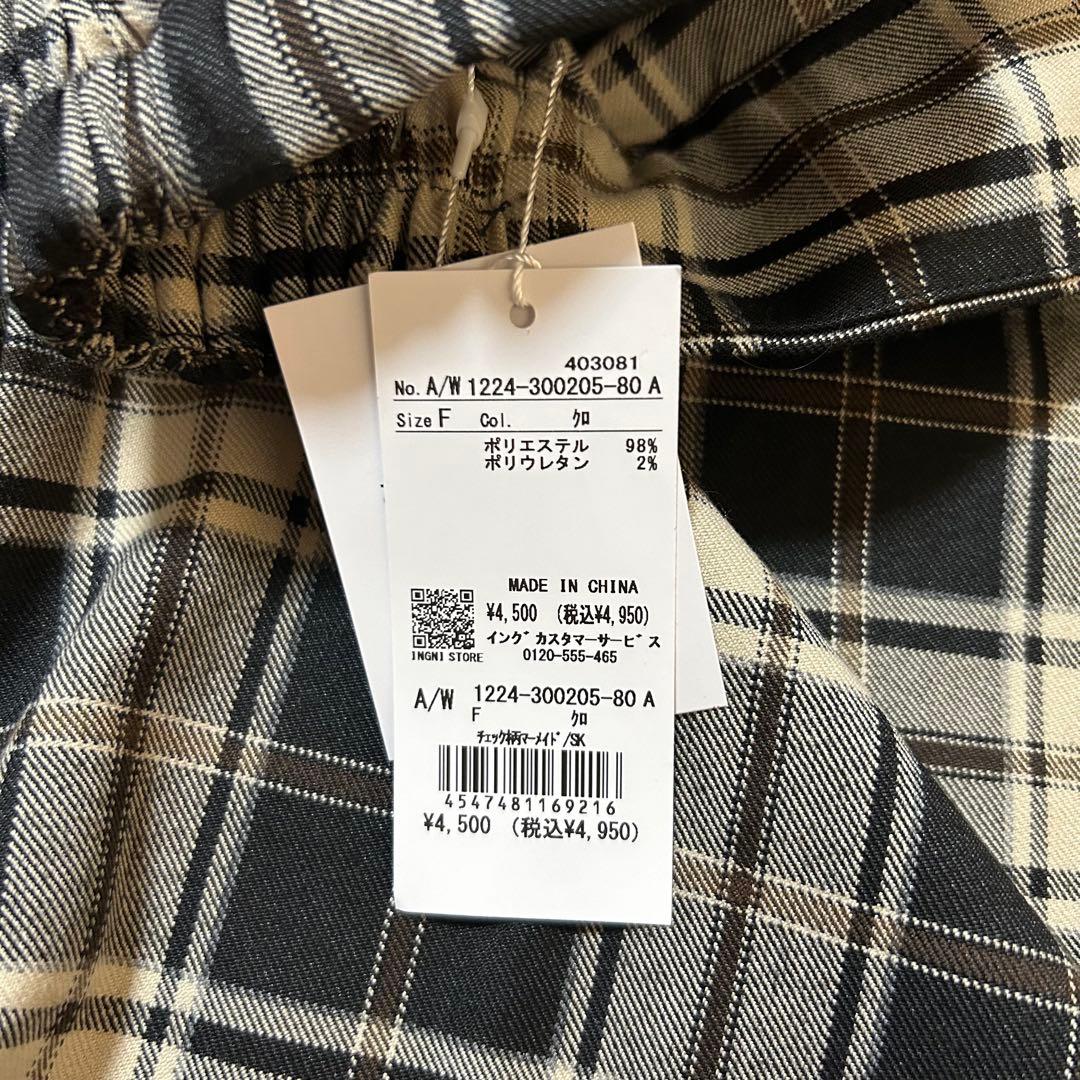 403081
No. A/W 1224-300205-80 A
Size F Col. ｸﾛ
ポリエステル 98%
ポリウレタン 2%
MADE IN CHINA
¥4,500 (税込¥4,950)
イング カスタマーサービス
INGNI STORE 0120-555-465
A/W 1224-300205-80 A
F ｸﾛ
ﾁｪｯｸ柄ﾏｰﾒｲﾄﾞ/SK
4547481169216
¥4,500 (税込¥4,950)